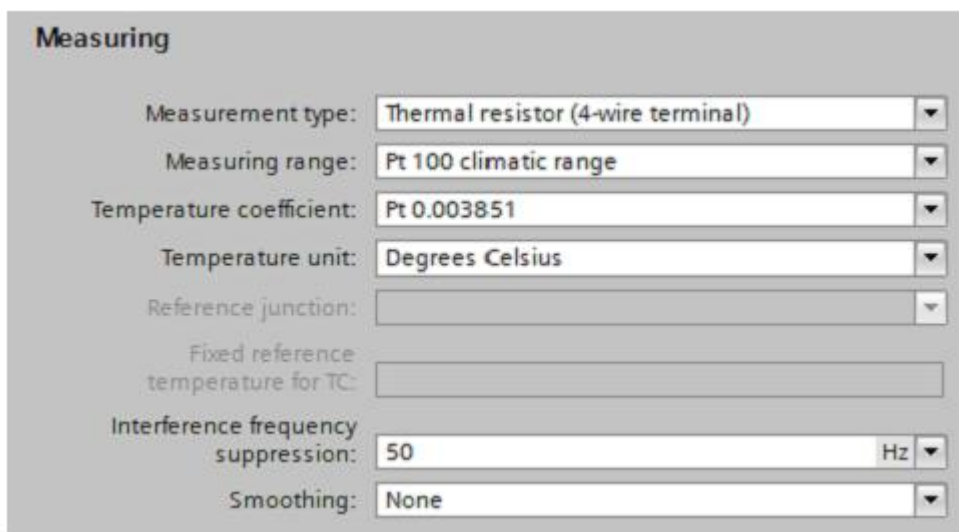 Measuring
Measurement type: Thermal resistor (4-wire terminal)
Measuring range: Pt 100 climatic range
Temperature coefficient: Pt 0.003851
Temperature unit: Degrees Celsius
Reference junction:
Fixed reference
temperature for TC:
Interference frequency
suppression: 50 Hz
Smoothing: None